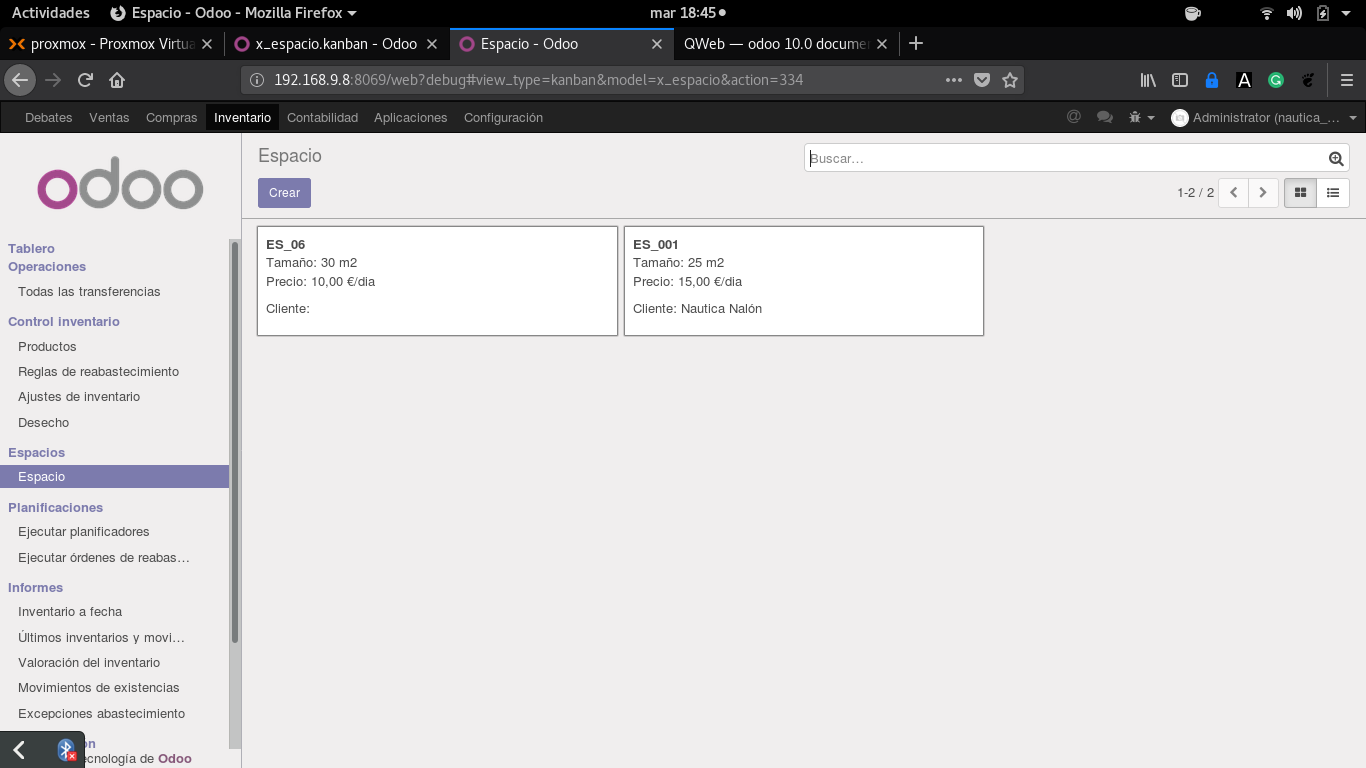 Actividades Espacio - Odoo - Mozilla Firefox mar 18:45
proxmox - Proxmox Virtua x_espacio.kanban - Odoo Espacio - Odoo QWeb — odoo 10.0 docume
192.168.9.8:8069/web?debug#view_type=kanban&model=x_espacio&action=334
Debates Ventas Compras Inventario Contabilidad Aplicaciones Configuración @ Administrator (nautica_...
odoo
Espacio
Buscar...
Crear
1-2 / 2
Tablero
Operaciones
Todas las transferencias
Control inventario
Productos
Reglas de reabastecimiento
Ajustes de inventario
Desecho
Espacios
Espacio
Planificaciones
Ejecutar planificadores
Ejecutar órdenes de reabas...
Informes
Inventario a fecha
Últimos inventarios y movi...
Valoración del inventario
Movimientos de existencias
Excepciones abastecimiento
ón
ecnología de Odoo
ES_06
Tamaño: 30 m2
Precio: 10,00 €/dia
Cliente:
ES_001
Tamaño: 25 m2
Precio: 15,00 €/dia
Cliente: Nautica Nalón